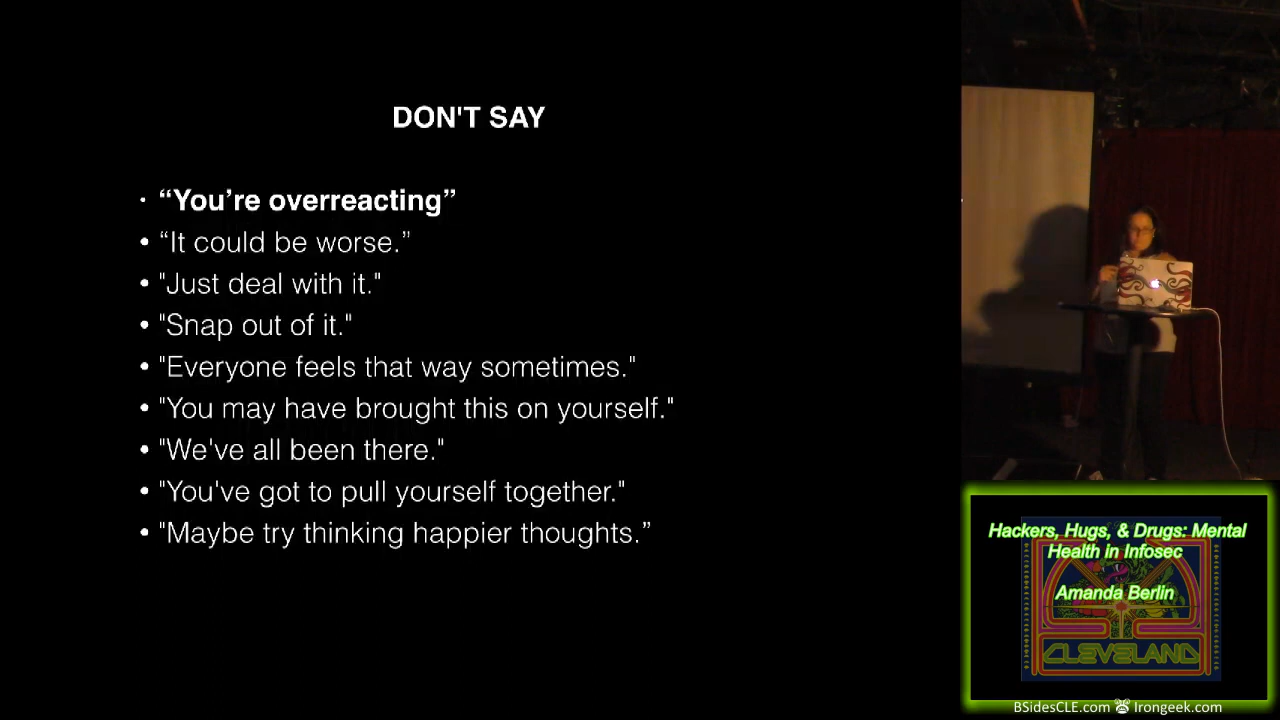 DON'T SAY
• “You’re overreacting”
• “It could be worse.”
• "Just deal with it."
• "Snap out of it."
• "Everyone feels that way sometimes."
• "You may have brought this on yourself."
• "We've all been there."
• "You've got to pull yourself together."
• "Maybe try thinking happier thoughts.”
Hackers, Hugs, & Drugs: Mental
Health in Infosec
Amanda Berlin
CLEVELAND
BSidesCLE.com Irongeek.com